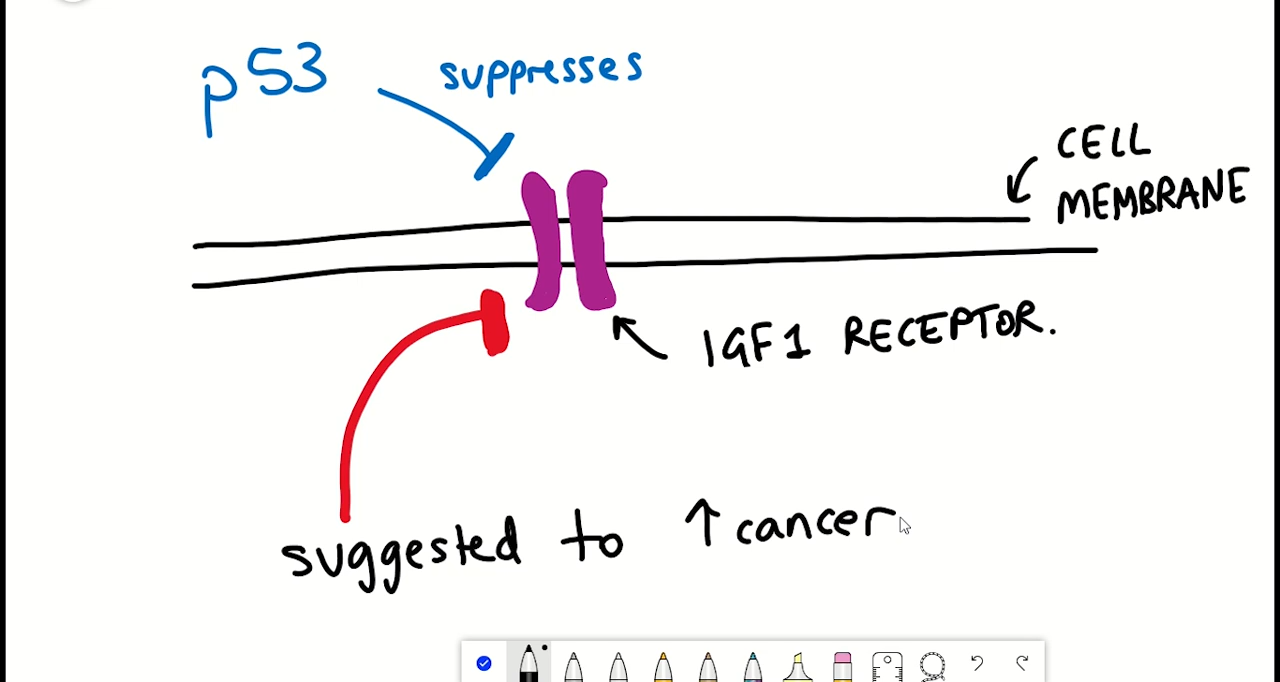 p53
suppresses
CELL
MEMBRANE
IGF1 RECEPTOR.
suggested to ↑ cancer